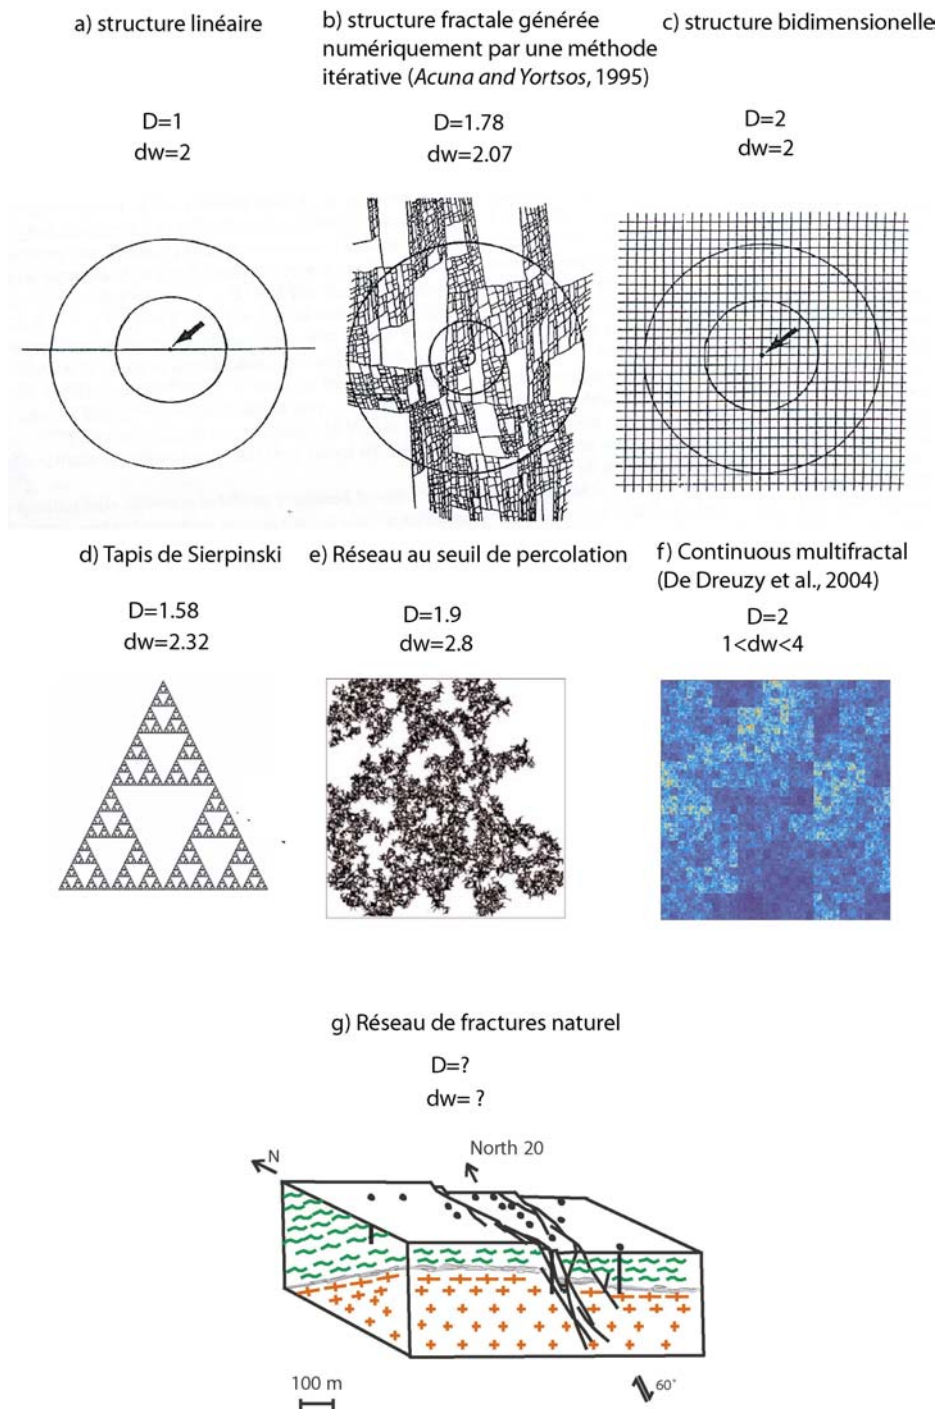 a) structure linéaire
D=1
dw=2
b) structure fractale générée
numériquement par une méthode
itérative (Acuna and Yortsos, 1995)
D=1.78
dw=2.07
c) structure bidimensionelle
D=2
dw=2
d) Tapis de Sierpinski
D=1.58
dw=2.32
e) Réseau au seuil de percolation
D=1.9
dw=2.8
f) Continuous multifractal
(De Dreuzy et al., 2004)
D=2
1<dw<4
g) Réseau de fractures naturel
D=?
dw= ?
N
North 20
100 m
60°